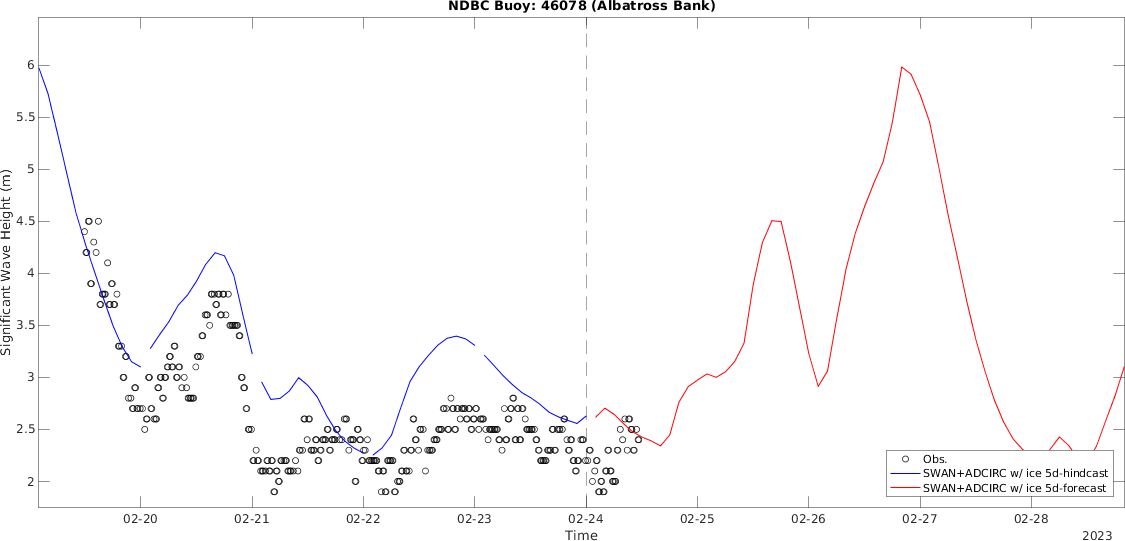 NDBC Buoy: 46078 (Albatross Bank)
Significant Wave Height (m)
6
5.5
5
4.5
4
3.5
3
2.5
2
Obs.
SWAN+ADCIRC w/ ice 5d-hindcast
SWAN+ADCIRC w/ ice 5d-forecast
02-20 02-21 02-22 02-23 02-24 02-25 02-26 02-27 02-28
Time
2023